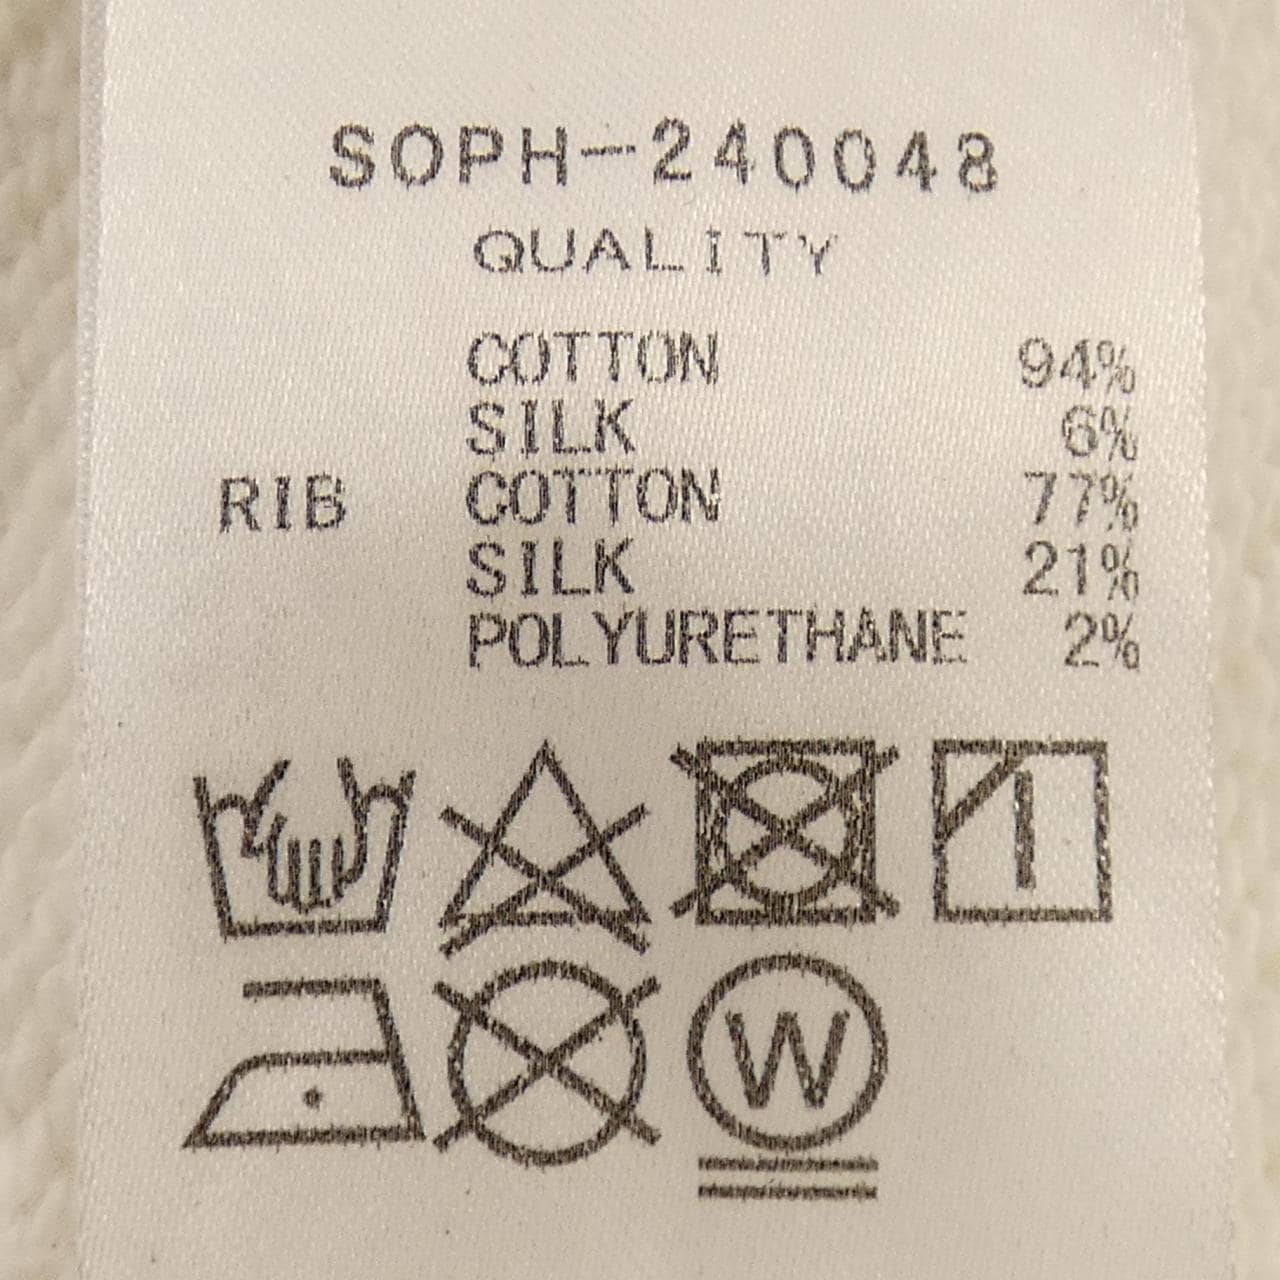 SOPH-240048
QUALITY
COTTON 94%
SILK 6%
RIB COTTON 77%
SILK 21%
POLYURETHANE 2%
W